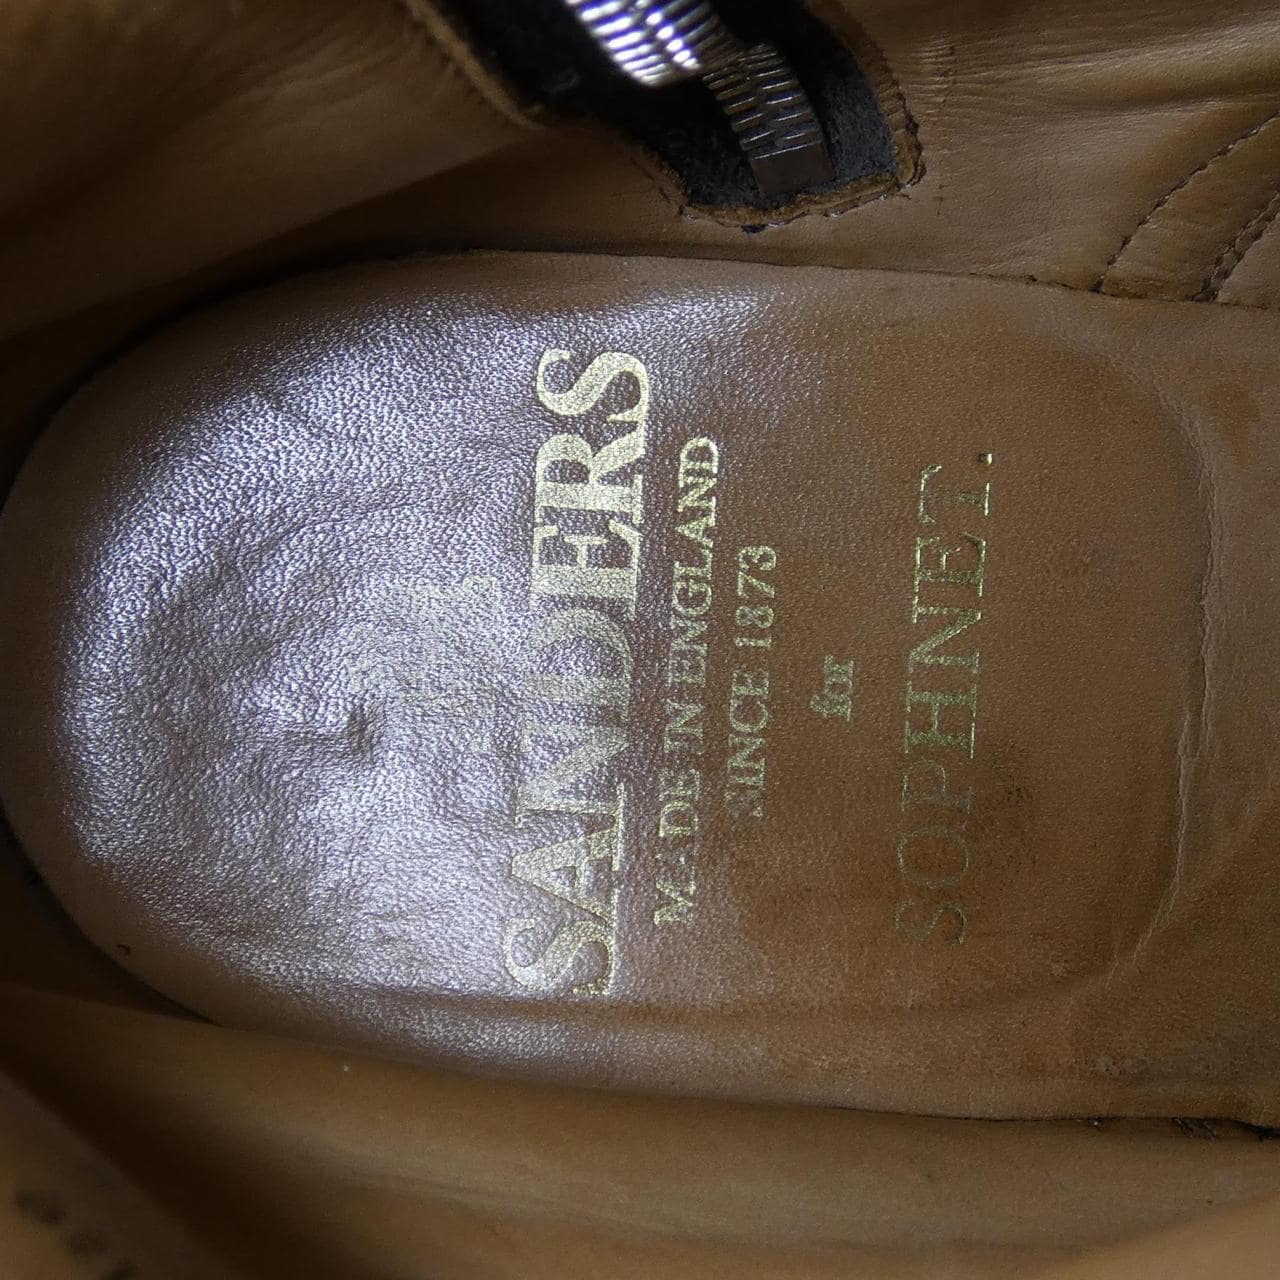 SANDERS
MADE IN ENGLAND
SINCE 1873
for
SOPHNET.